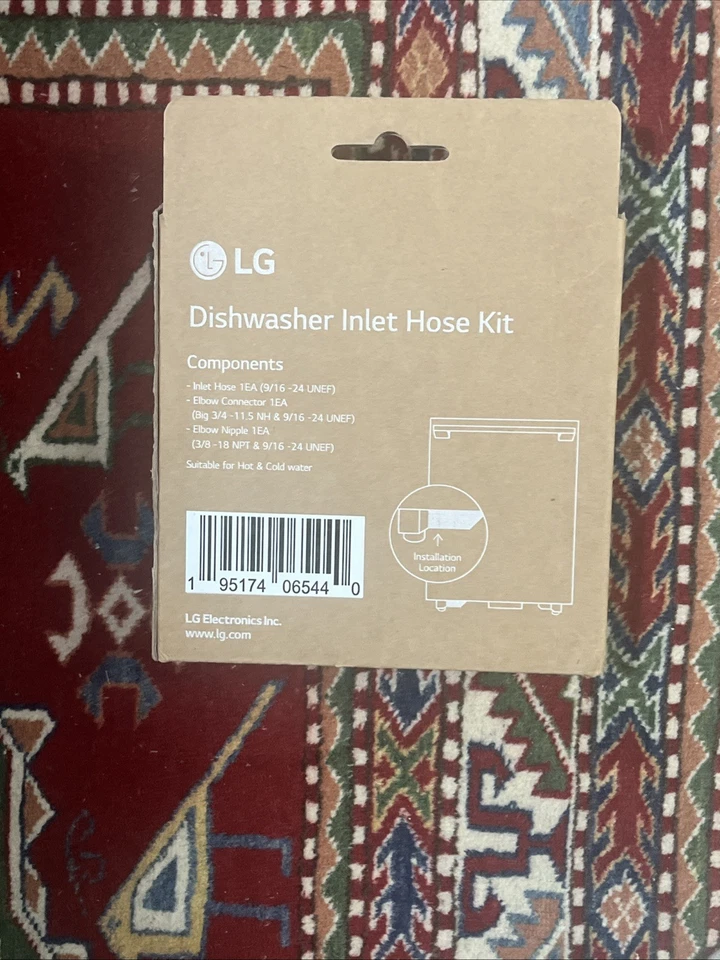 LG
Dishwasher Inlet Hose Kit
Components
- Inlet Hose 1EA (9/16 -24 UNEF)
- Elbow Connector 1EA
(Big 3/4 -11.5 NH & 9/16 -24 UNEF)
- Elbow Nipple 1EA
(3/8 -18 NPT & 9/16 -24 UNEF)
Suitable for Hot & Cold water
Installation
Location
1 95174 06544 0
LG Electronics Inc.
www.lg.com